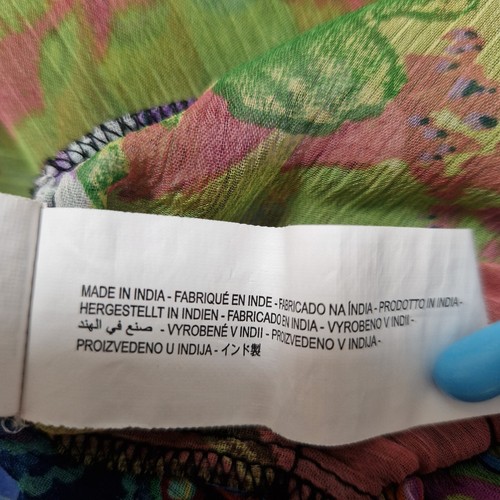 MADE IN INDIA - FABRIQUÉ EN INDE - FABRICADO NA ÍNDIA - PRODOTTO IN INDIA -
HERGESTELLT IN INDIEN - FABRICADO EN INDIA - VYROBENO V INDII -
صنع في الهند - VYROBENÉ V INDII - PROIZVEDENO V INDIJA -
PROIZVEDENO U INDIJA - インド製